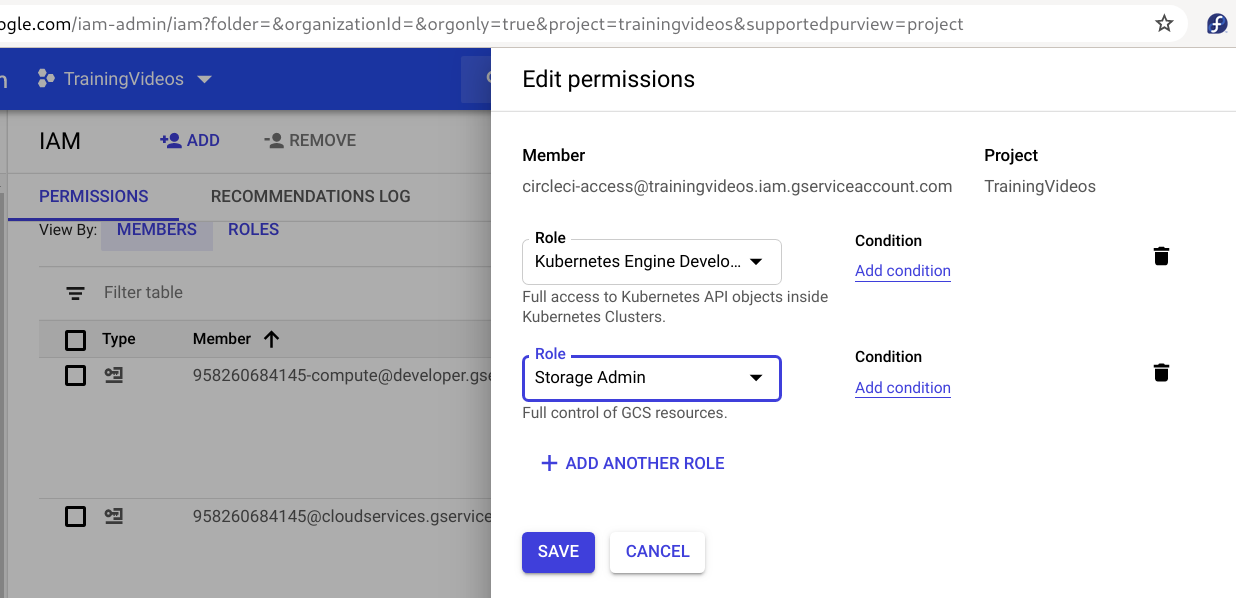 ogle.com/iam-admin/iam?folder=&organizationId=&orgonly=true&project=trainingvideos&supportedpurview=project
TrainingVideos
IAM
ADD
REMOVE
PERMISSIONS
RECOMMENDATIONS LOG
View By:
MEMBERS
ROLES
Filter table
Type
Member
958260684145-compute@developer.gse
958260684145@cloudservices.gservice
Edit permissions
Member
Project
circleci-access@trainingvideos.iam.gserviceaccount.com
TrainingVideos
Role
Kubernetes Engine Develo...
Condition
Add condition
Full access to Kubernetes API objects inside
Kubernetes Clusters.
Role
Storage Admin
Condition
Add condition
Full control of GCS resources.
ADD ANOTHER ROLE
SAVE
CANCEL